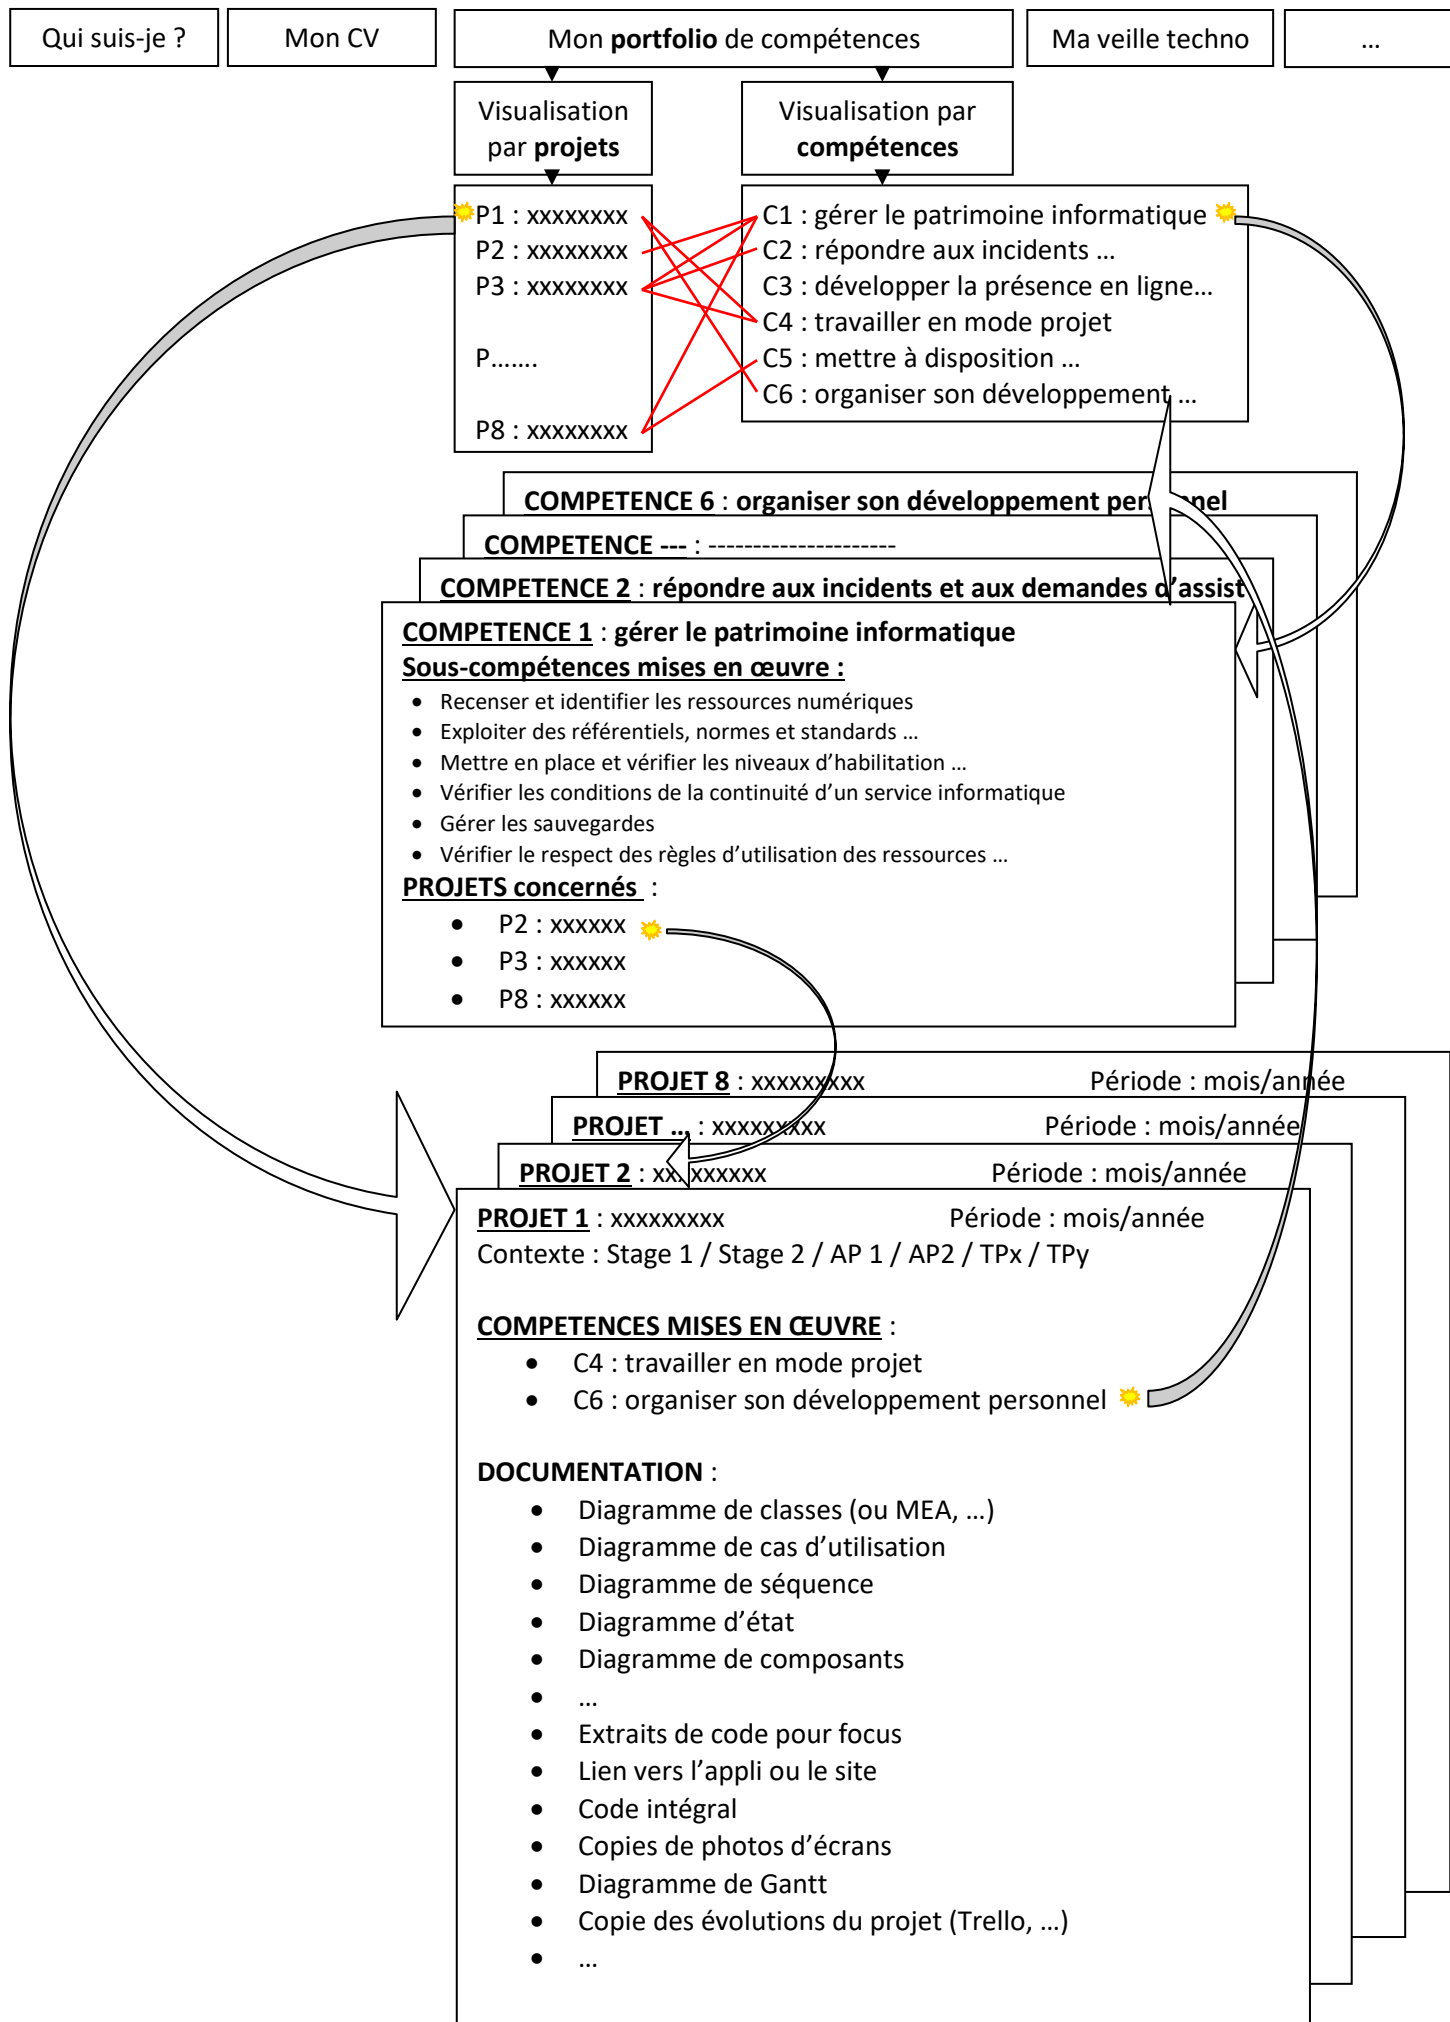 Qui suis-je ?
Mon CV
Mon portfolio de compétences
Ma veille techno
...
Visualisation
par projets
Visualisation par
compétences
P1 : xxxxxxxx
P2 : xxxxxxxx
P3 : xxxxxxxx
P.......
P8 : xxxxxxxx
C1 : gérer le patrimoine informatique
C2 : répondre aux incidents ...
C3 : développer la présence en ligne...
C4 : travailler en mode projet
C5 : mettre à disposition ...
C6 : organiser son développement ...
COMPETENCE 6 : organiser son développement personnel
COMPETENCE --- : ---------------------
COMPETENCE 2 : répondre aux incidents et aux demandes d'assist
COMPETENCE 1 : gérer le patrimoine informatique
Sous-compétences mises en œuvre :
• Recenser et identifier les ressources numériques
• Exploiter des référentiels, normes et standards ...
• Mettre en place et vérifier les niveaux d'habilitation ...
• Vérifier les conditions de la continuité d'un service informatique
• Gérer les sauvegardes
• Vérifier le respect des règles d'utilisation des ressources ...
PROJETS concernés :
• P2 : xxxxxx
• P3 : xxxxxx
• P8 : xxxxxx
PROJET 8 : xxxxxxxxx Période : mois/année
PROJET ... : xxxxxxxxx Période : mois/année
PROJET 2 : xxxxxxxxx Période : mois/année
PROJET 1 : xxxxxxxxx Période : mois/année
Contexte : Stage 1 / Stage 2 / AP 1 / AP2 / TPx / TPy
COMPETENCES MISES EN ŒUVRE :
• C4 : travailler en mode projet
• C6 : organiser son développement personnel
DOCUMENTATION :
• Diagramme de classes (ou MEA, ...)
• Diagramme de cas d'utilisation
• Diagramme de séquence
• Diagramme d'état
• Diagramme de composants
• ...
• Extraits de code pour focus
• Lien vers l'appli ou le site
• Code intégral
• Copies de photos d'écrans
• Diagramme de Gantt
• Copie des évolutions du projet (Trello, ...)
• ...